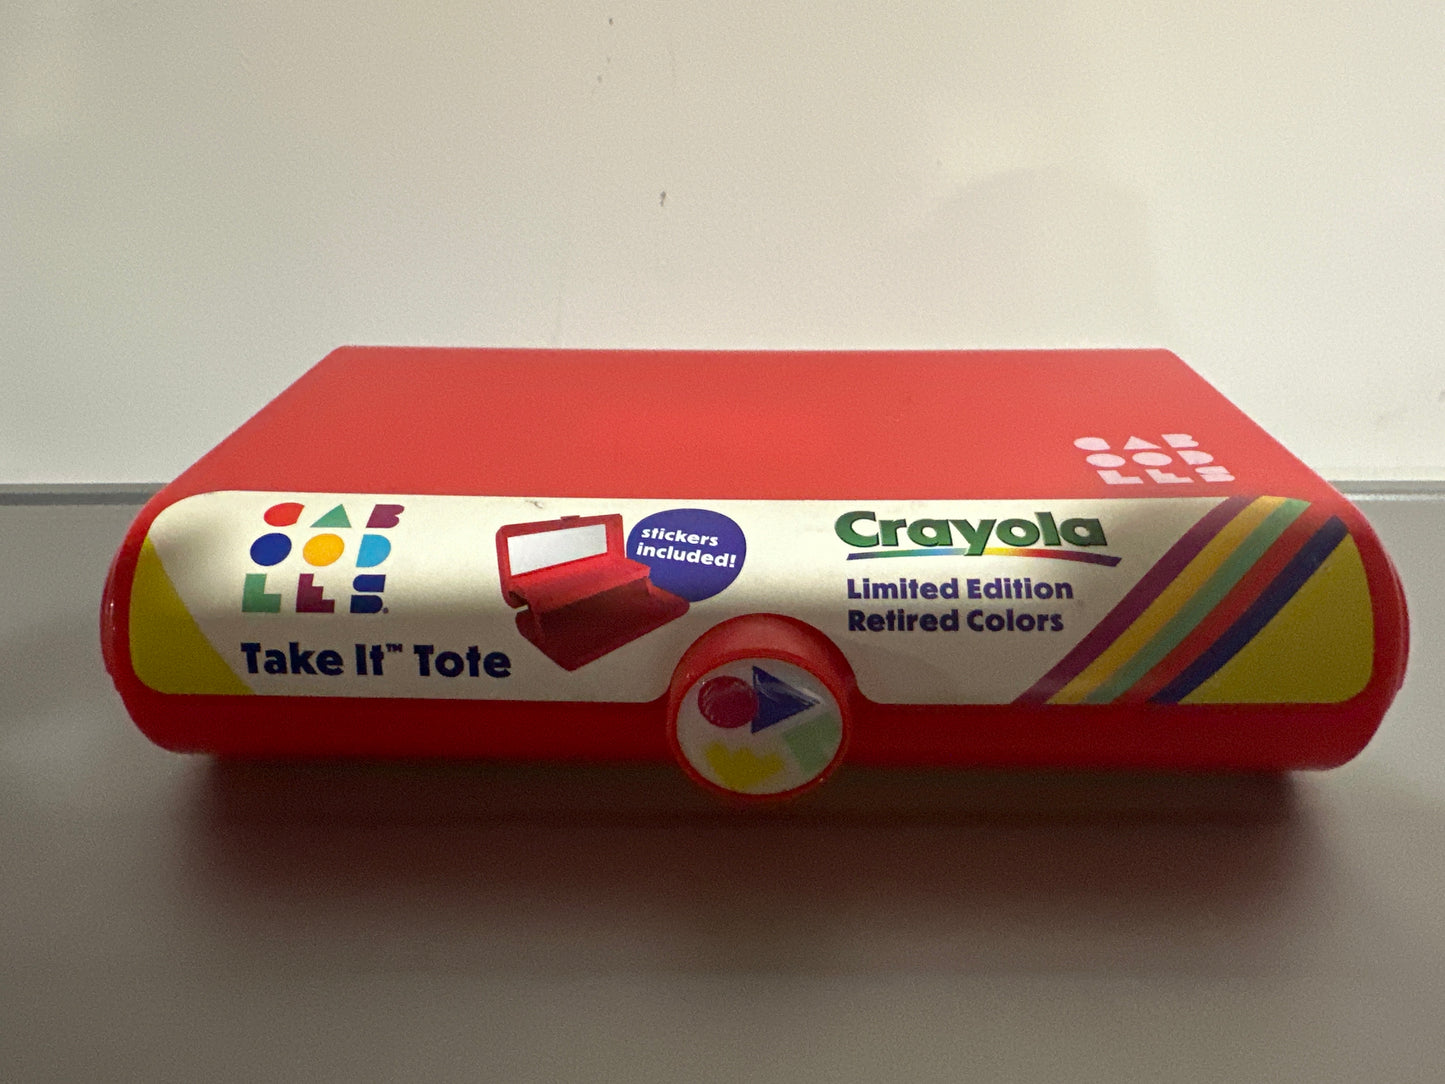 CAB
OOD
LES®
Take It™ Tote
stickers
included!
Crayola
Limited Edition
Retired Colors
CAB
OOD
LES